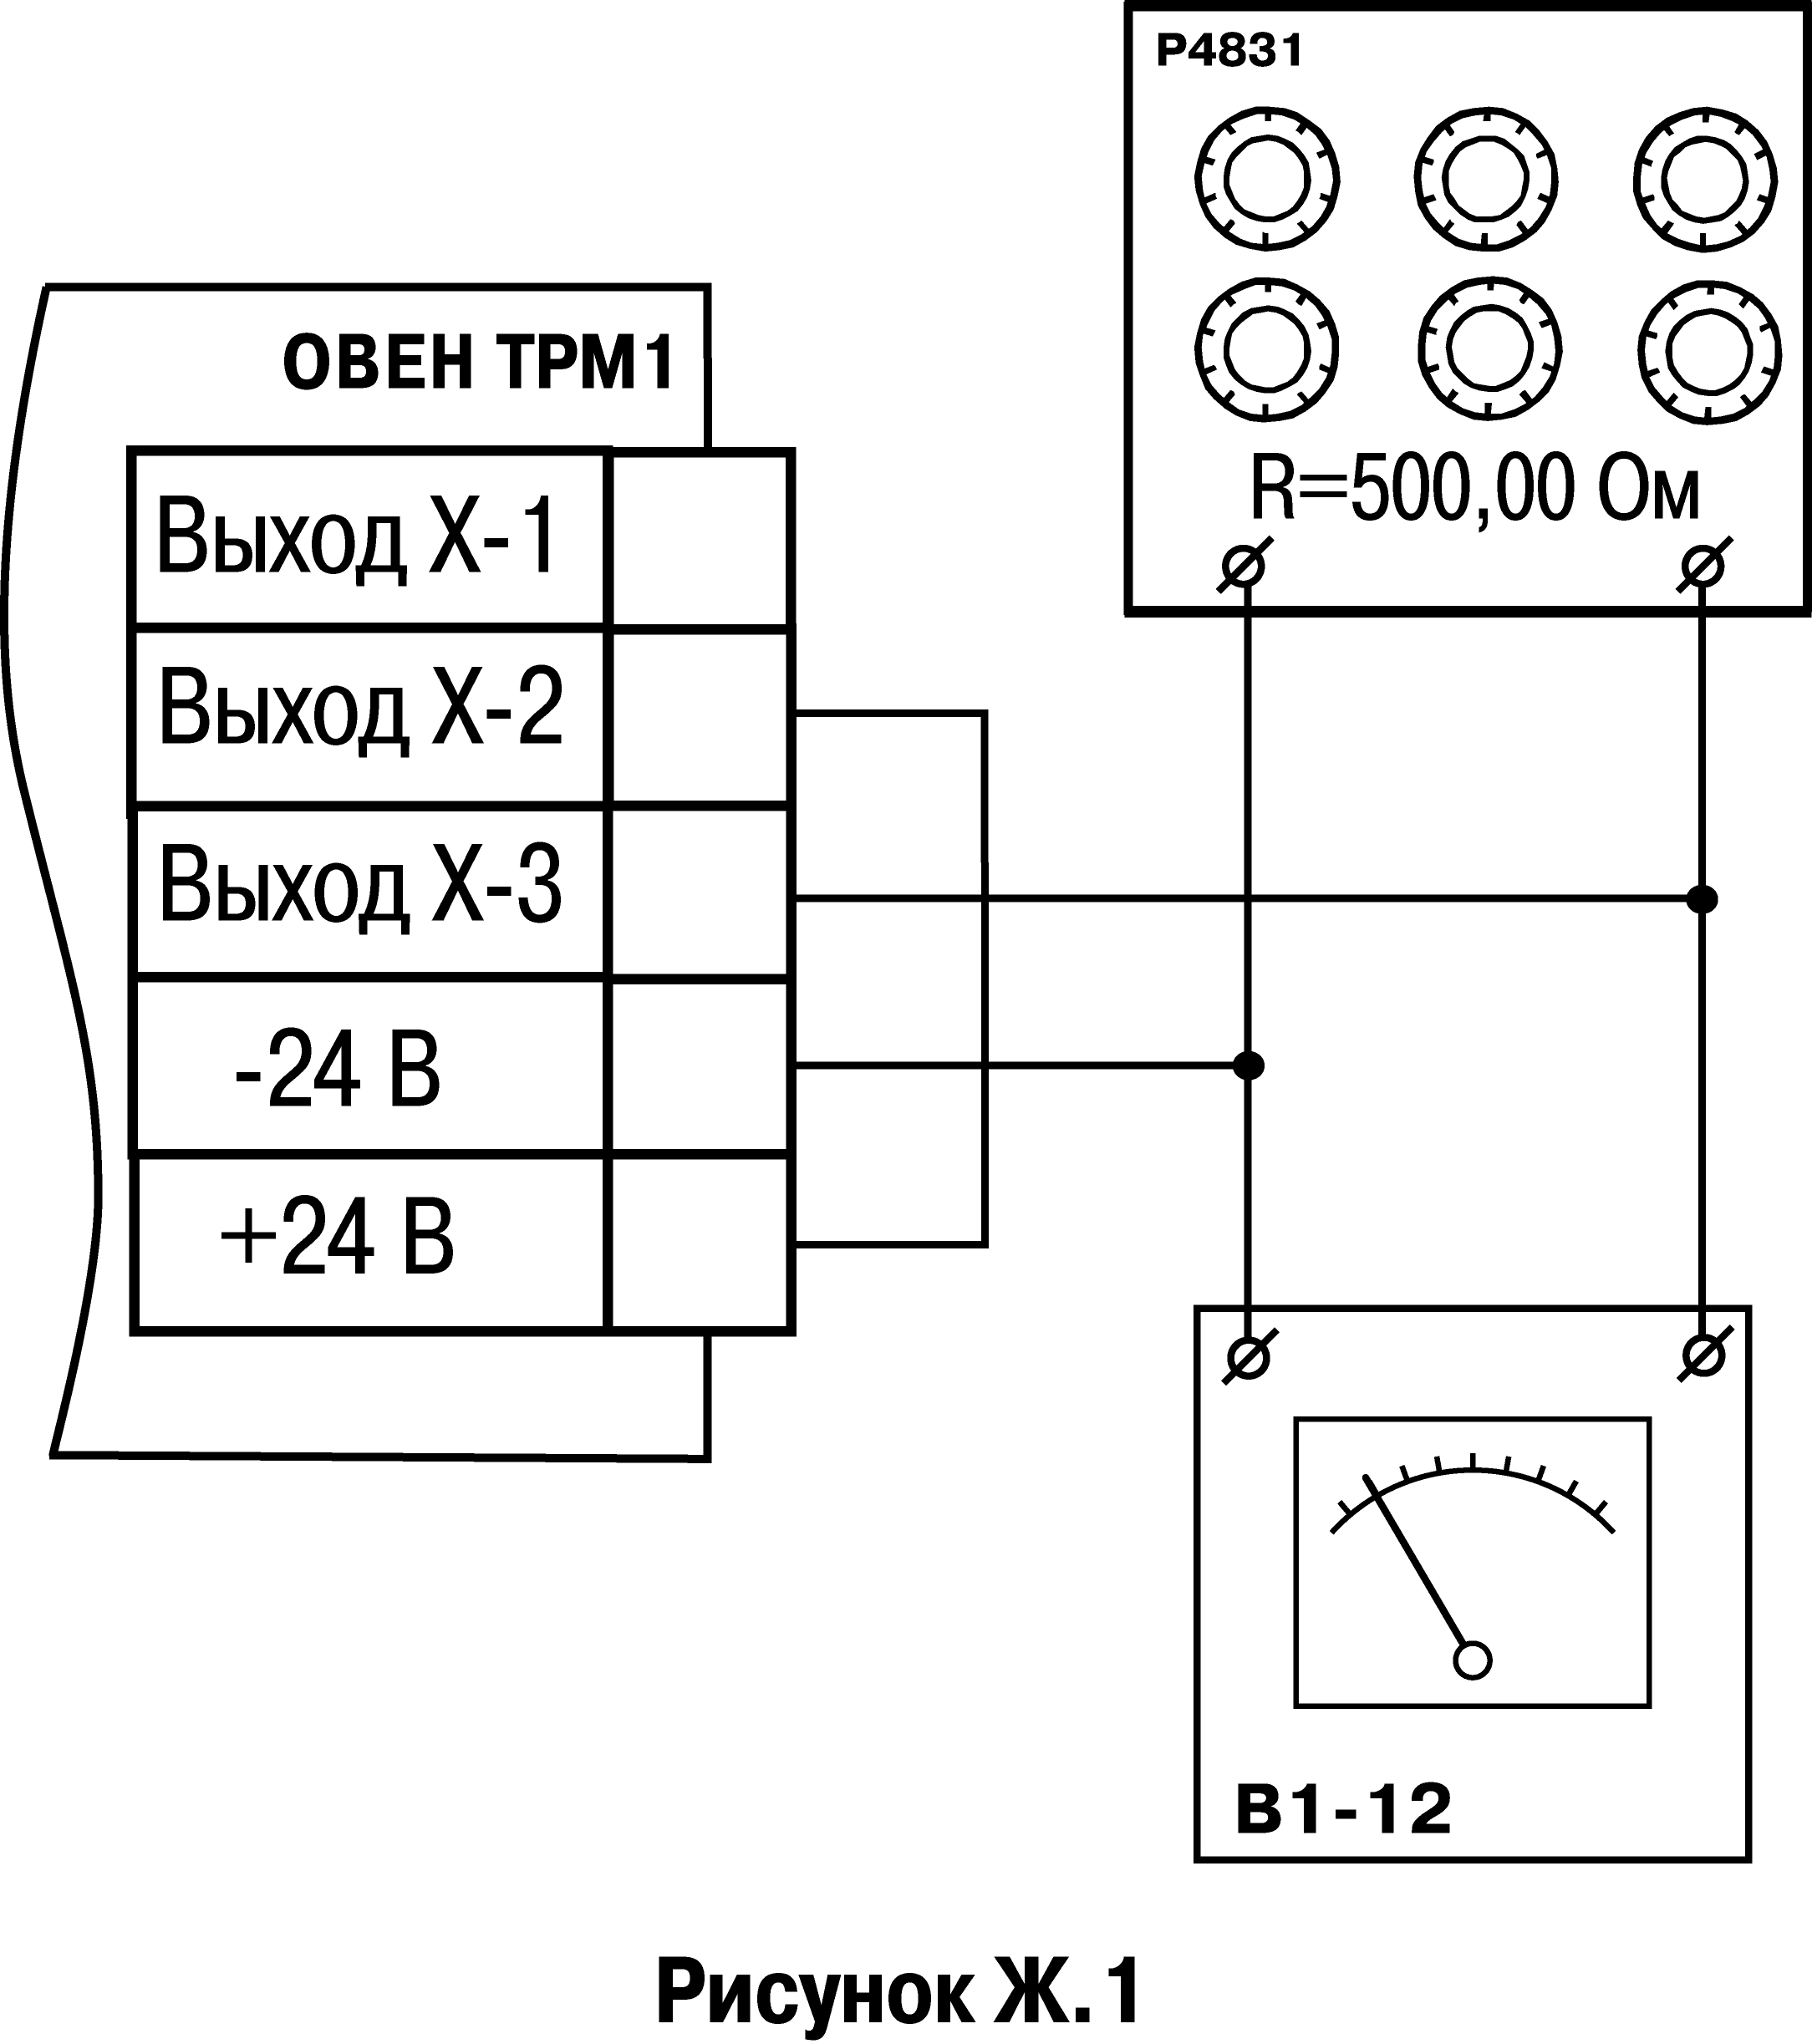 Р4831
R=500,00 Ом
ОВЕН ТРМ1
Выход Х-1
Выход Х-2
Выход Х-3
-24 В
+24 В
В1-12
Рисунок Ж.1